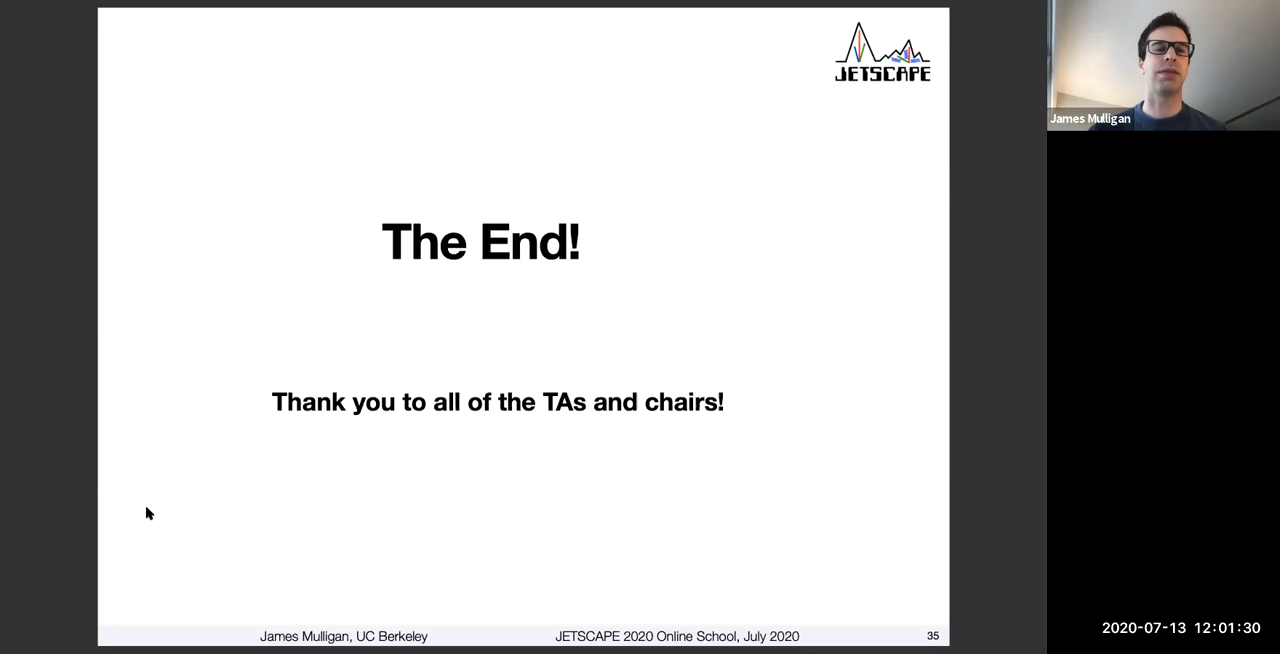 JETSCAPE
The End!
Thank you to all of the TAs and chairs!
James Mulligan, UC Berkeley
JETSCAPE 2020 Online School, July 2020
35
James Mulligan
2020-07-13 12:01:30